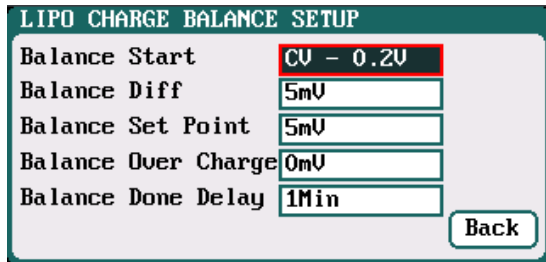 LIPO CHARGE BALANCE SETUP
Balance Start CV - 0.2V
Balance Diff 5mV
Balance Set Point 5mV
Balance Over Charge 0mV
Balance Done Delay 1Min
Back